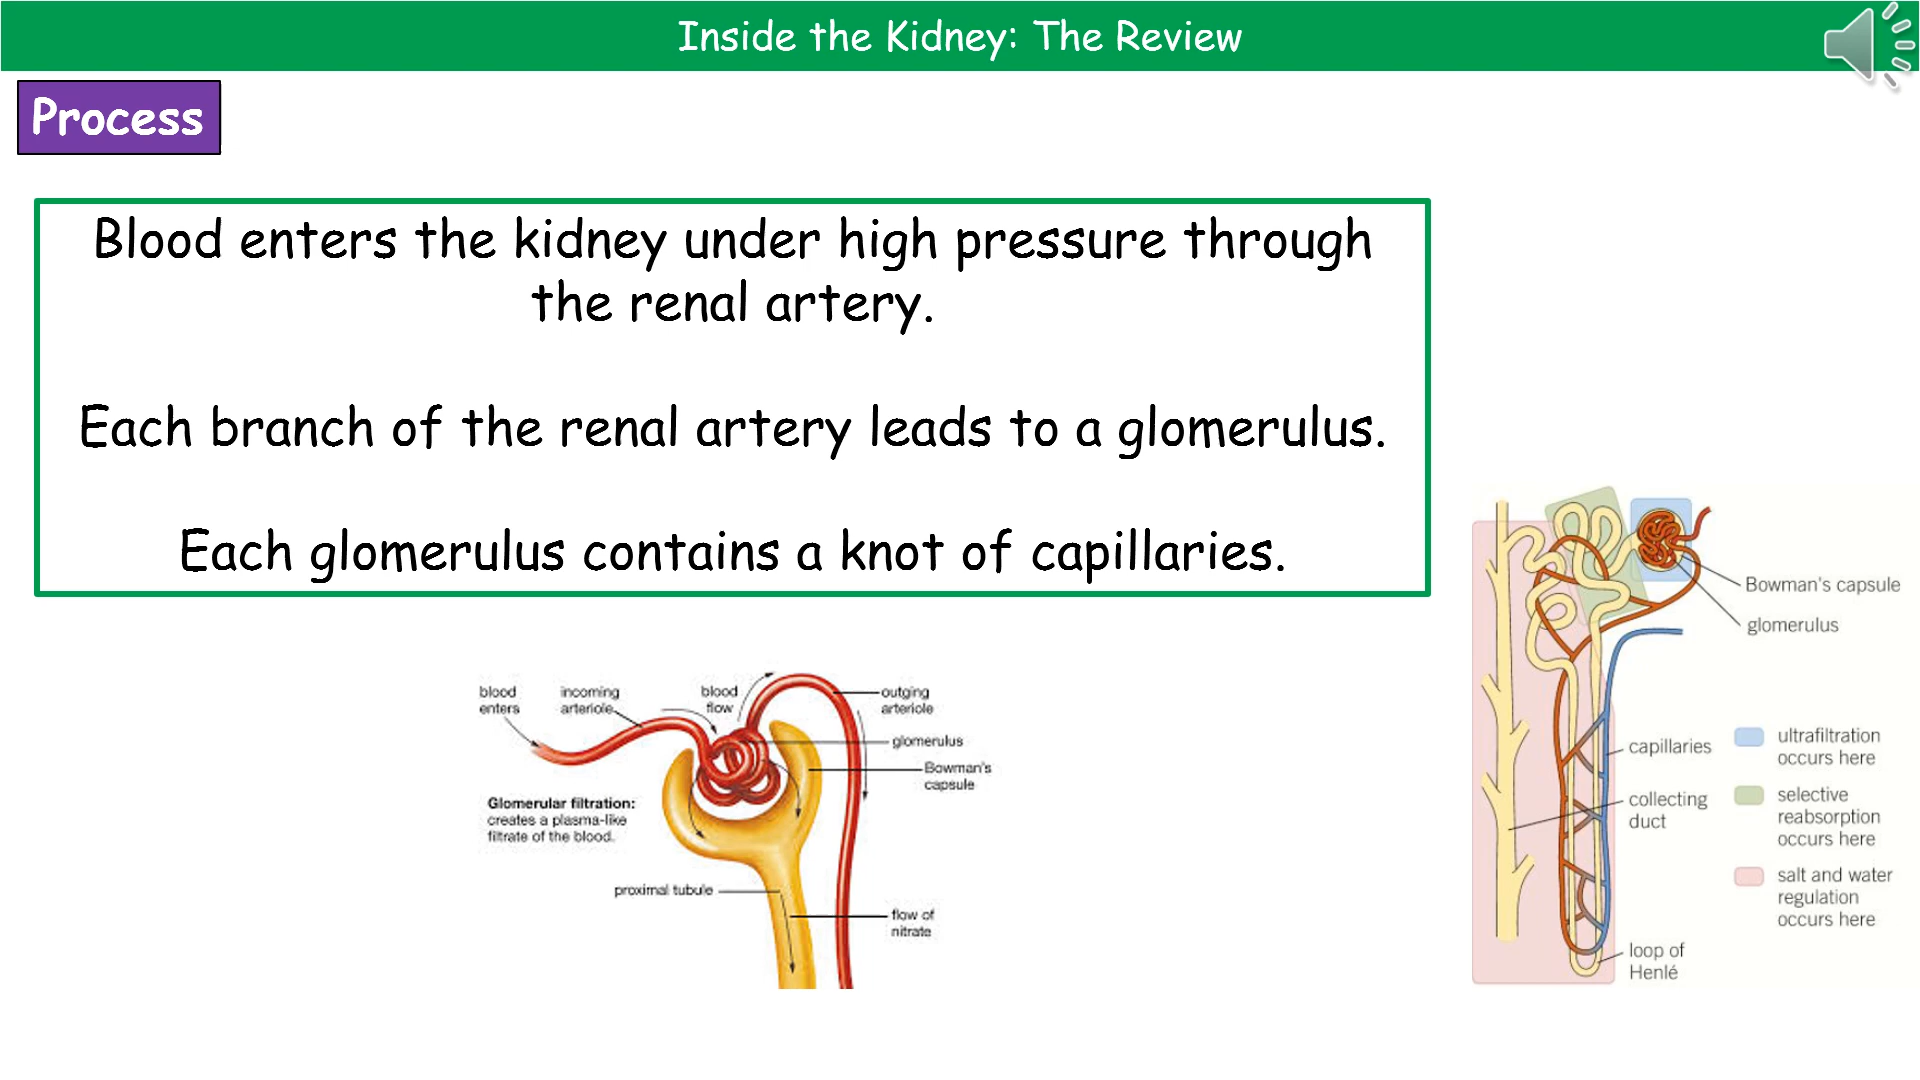 Inside the Kidney: The Review
Process
Blood enters the kidney under high pressure through
the renal artery.
Each branch of the renal artery leads to a glomerulus.
Each glomerulus contains a knot of capillaries.
blood
enters
incoming
arteriole
blood
flow
outging
arteriole
glomerulus
Bowman's
capsule
Glomerular filtration:
creates a plasma-like
filtrate of the blood.
proximal tubule
flow of
nitrate
Bowman's capsule
glomerulus
capillaries
collecting
duct
loop of
Henlé
ultrafiltration
occurs here
selective
reabsorption
occurs here
salt and water
regulation
occurs here